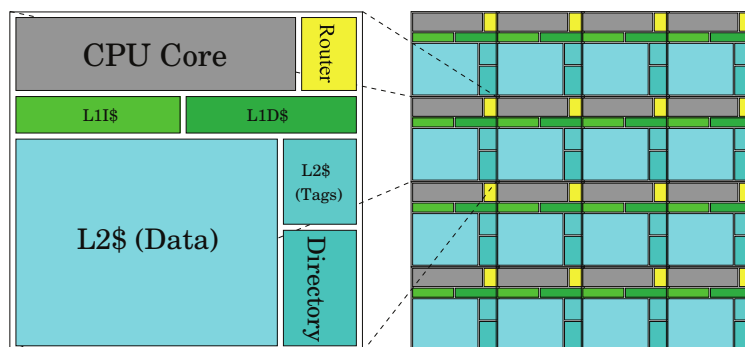 CPU Core
Router
L1I$
L1D$
L2$ (Data)
L2$
(Tags)
Directory